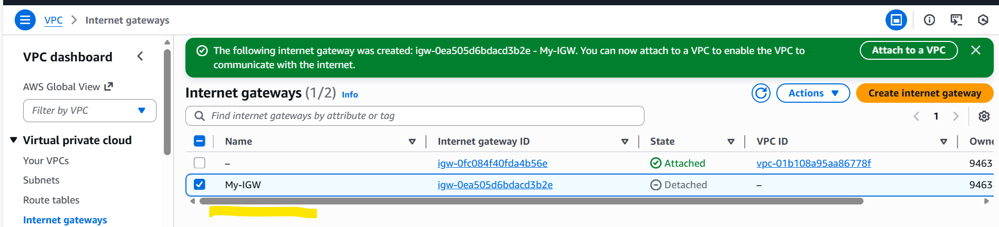 VPC > Internet gateways
VPC dashboard
AWS Global View
Filter by VPC
Virtual private cloud
Your VPCs
Subnets
Route tables
Internet gateways
The following internet gateway was created: igw-0ea505d6bdacd3b2e - My-IGW. You can now attach to a VPC to enable the VPC to
communicate with the internet.
Attach to a VPC
Internet gateways (1/2) Info
Actions
Create internet gateway
Find internet gateways by attribute or tag
1
Name Internet gateway ID State VPC ID Owne
– igw-0fc084f40fda4b56e Attached vpc-01b108a95aa86778f 9463
My-IGW igw-0ea505d6bdacd3b2e Detached – 9463